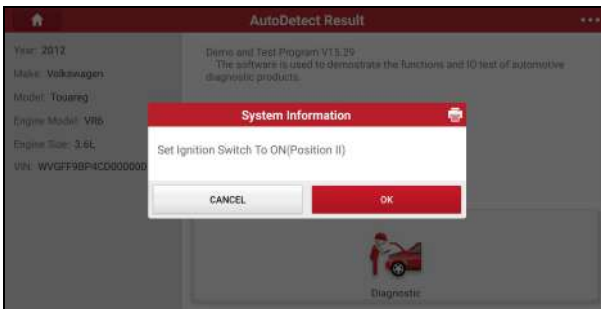 AutoDetect Result
Year: 2012
Make: Volkswagen
Model: Touareg
Engine Model: VR6
Engine Size: 3.6L
VIN: WVGFF9BP4CD000000
Demo and Test Program V15.29
The software is used to demostrate the functions and IO test of automotive
diagnostic products.
System Information
Set Ignition Switch To ON(Position II)
CANCEL
OK
Diagnostic